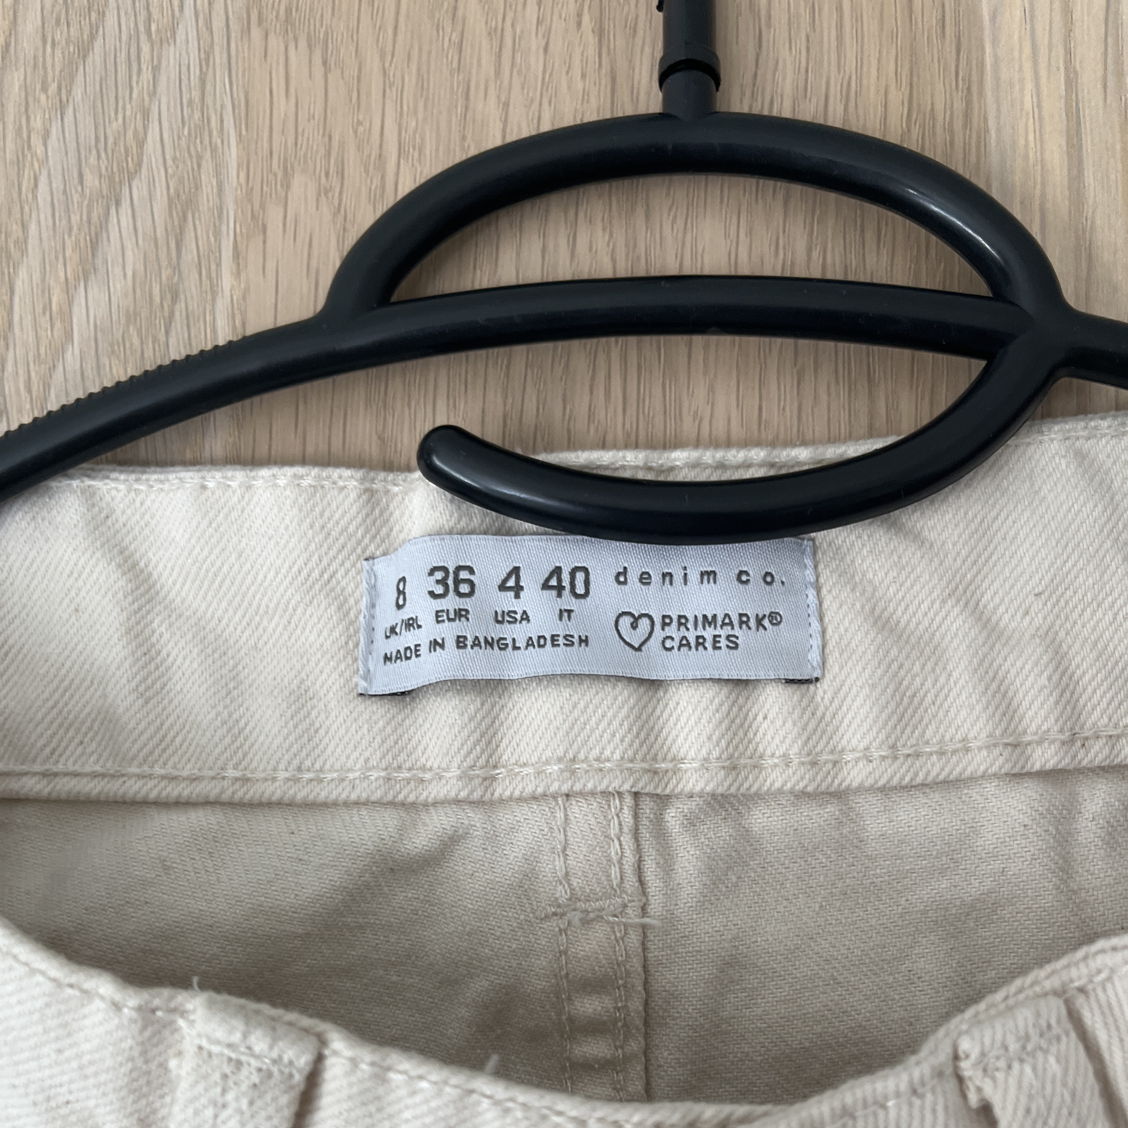 8 36 4 40 denim co.
UK/IRL EUR USA IT
MADE IN BANGLADESH
PRIMARK®
CARES